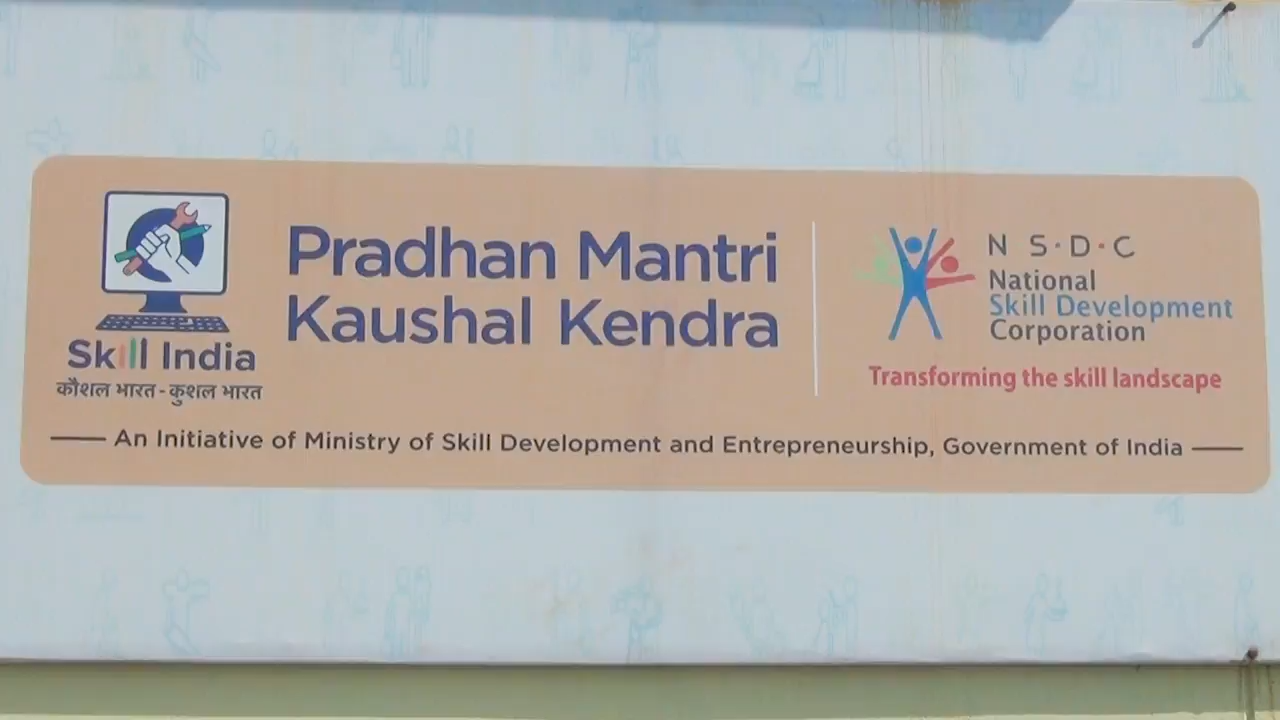 Skill India
कौशल भारत - कुशल भारत
Pradhan Mantri
Kaushal Kendra
N S·D·C
National
Skill Development
Corporation
Transforming the skill landscape
An Initiative of Ministry of Skill Development and Entrepreneurship, Government of India